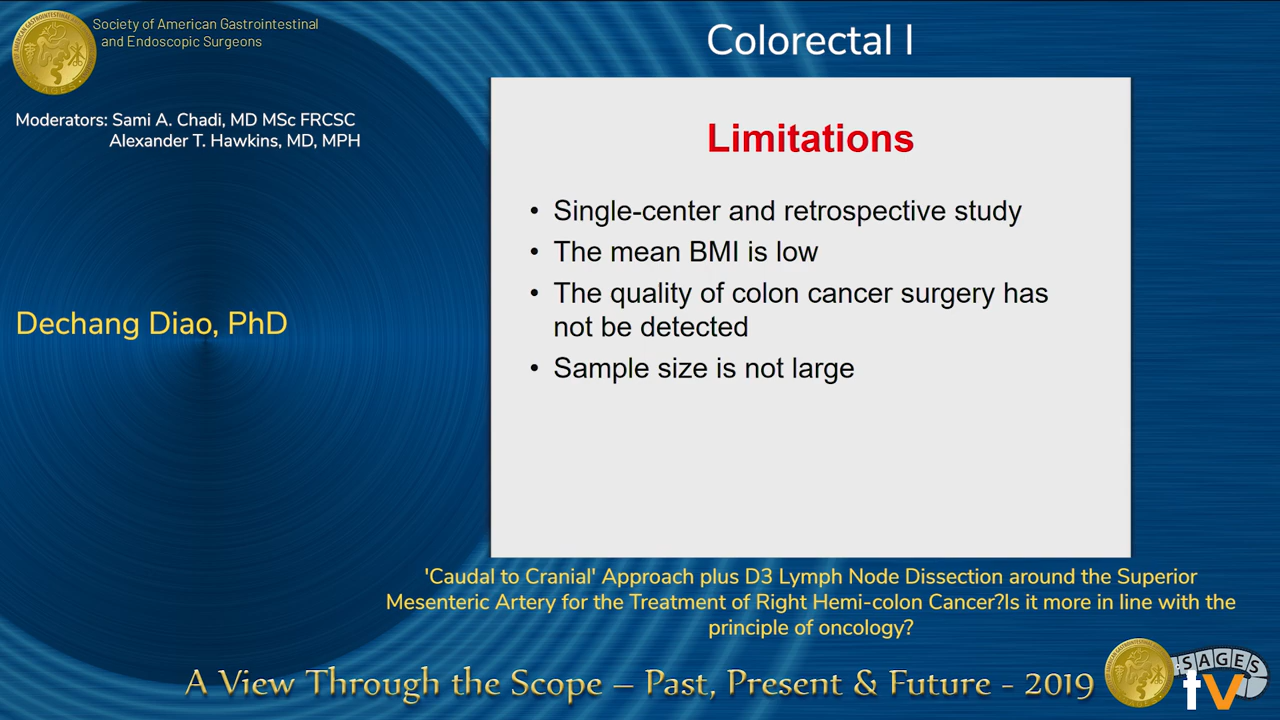 Society of American Gastrointestinal
and Endoscopic Surgeons
Colorectal I
Moderators: Sami A. Chadi, MD MSc FRCSC
Alexander T. Hawkins, MD, MPH
Dechang Diao, PhD
Limitations
• Single-center and retrospective study
• The mean BMI is low
• The quality of colon cancer surgery has
not be detected
• Sample size is not large
'Caudal to Cranial' Approach plus D3 Lymph Node Dissection around the Superior
Mesenteric Artery for the Treatment of Right Hemi-colon Cancer?Is it more in line with the
principle of oncology?
A View Through the Scope – Past, Present & Future - 2019
SAGES
tv